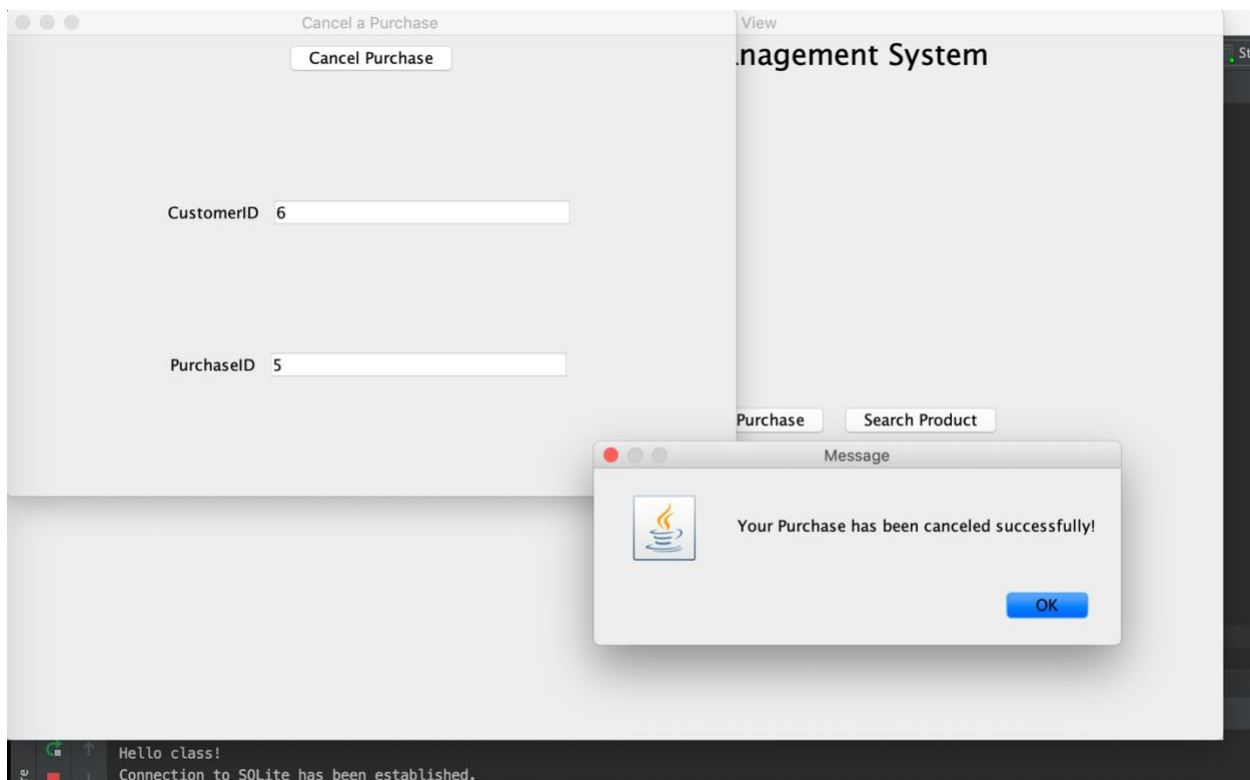 Cancel a Purchase
View
Cancel Purchase
nagement System
St
CustomerID 6
PurchaseID 5
Purchase
Search Product
Message
Your Purchase has been canceled successfully!
OK
Hello class!
Connection to SQLite has been established.